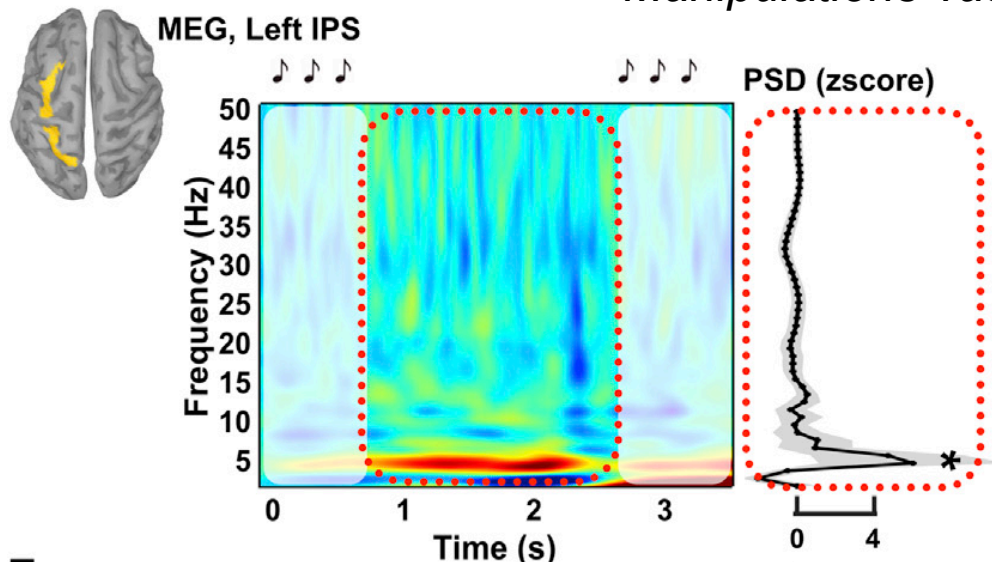 MEG, Left IPS
♪ ♪ ♪
♪ ♪ ♪
PSD (zscore)
Frequency (Hz)
50
45
40
35
30
25
20
15
10
5
0 1 2 3
Time (s)
*
0 4